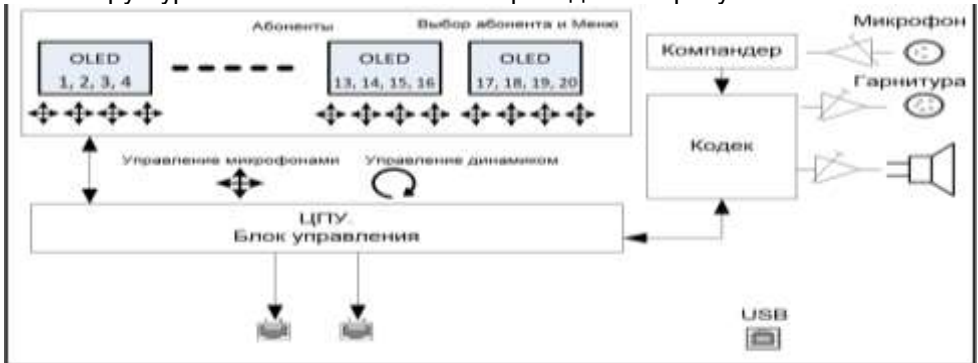 Абоненты
Выбор абонента и Меню
OLED
1, 2, 3, 4
OLED
13, 14, 15, 16
OLED
17, 18, 19, 20
Компандер
Микрофон
Гарнитура
Кодек
Управление микрофонами
Управление динамиком
ЦПУ.
Блок управления
USB